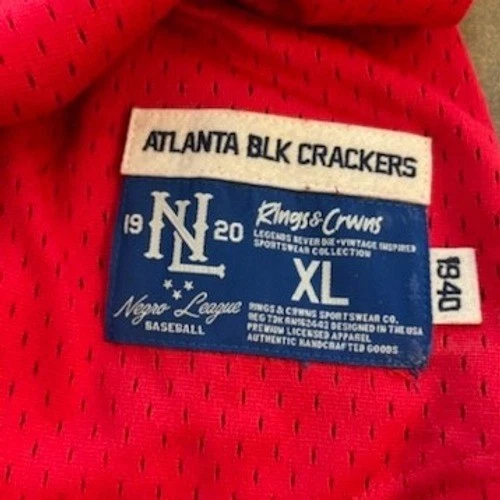 ATLANTA BLK CRACKERS
19 NL 20
Negro League
BASEBALL
Rings & Crwns
LEGENDS NEVER DIE • VINTAGE INSPIRED
SPORTSWEAR COLLECTION
XL
RINGS & CRWNS SPORTSWEAR CO.
DESIGNED IN THE USA
PREMIUM LICENSED APPAREL
AUTHENTIC HANDCRAFTED GOODS
1940